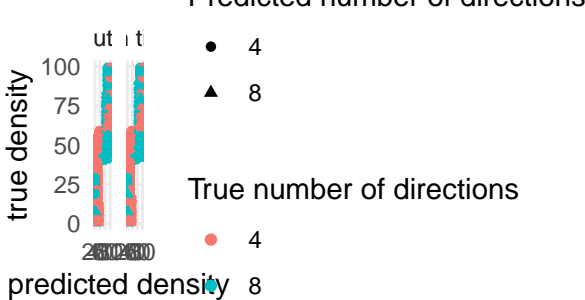 Predicted number of directions
4
8
True number of directions
4
8
true density
100
75
50
25
0
predicted density